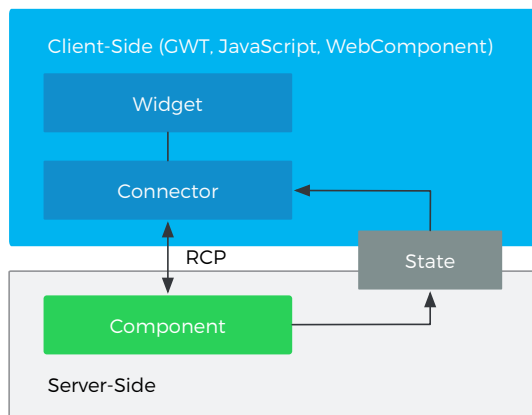 Client-Side (GWT, JavaScript, WebComponent)
Widget
Connector
RCP
State
Component
Server-Side